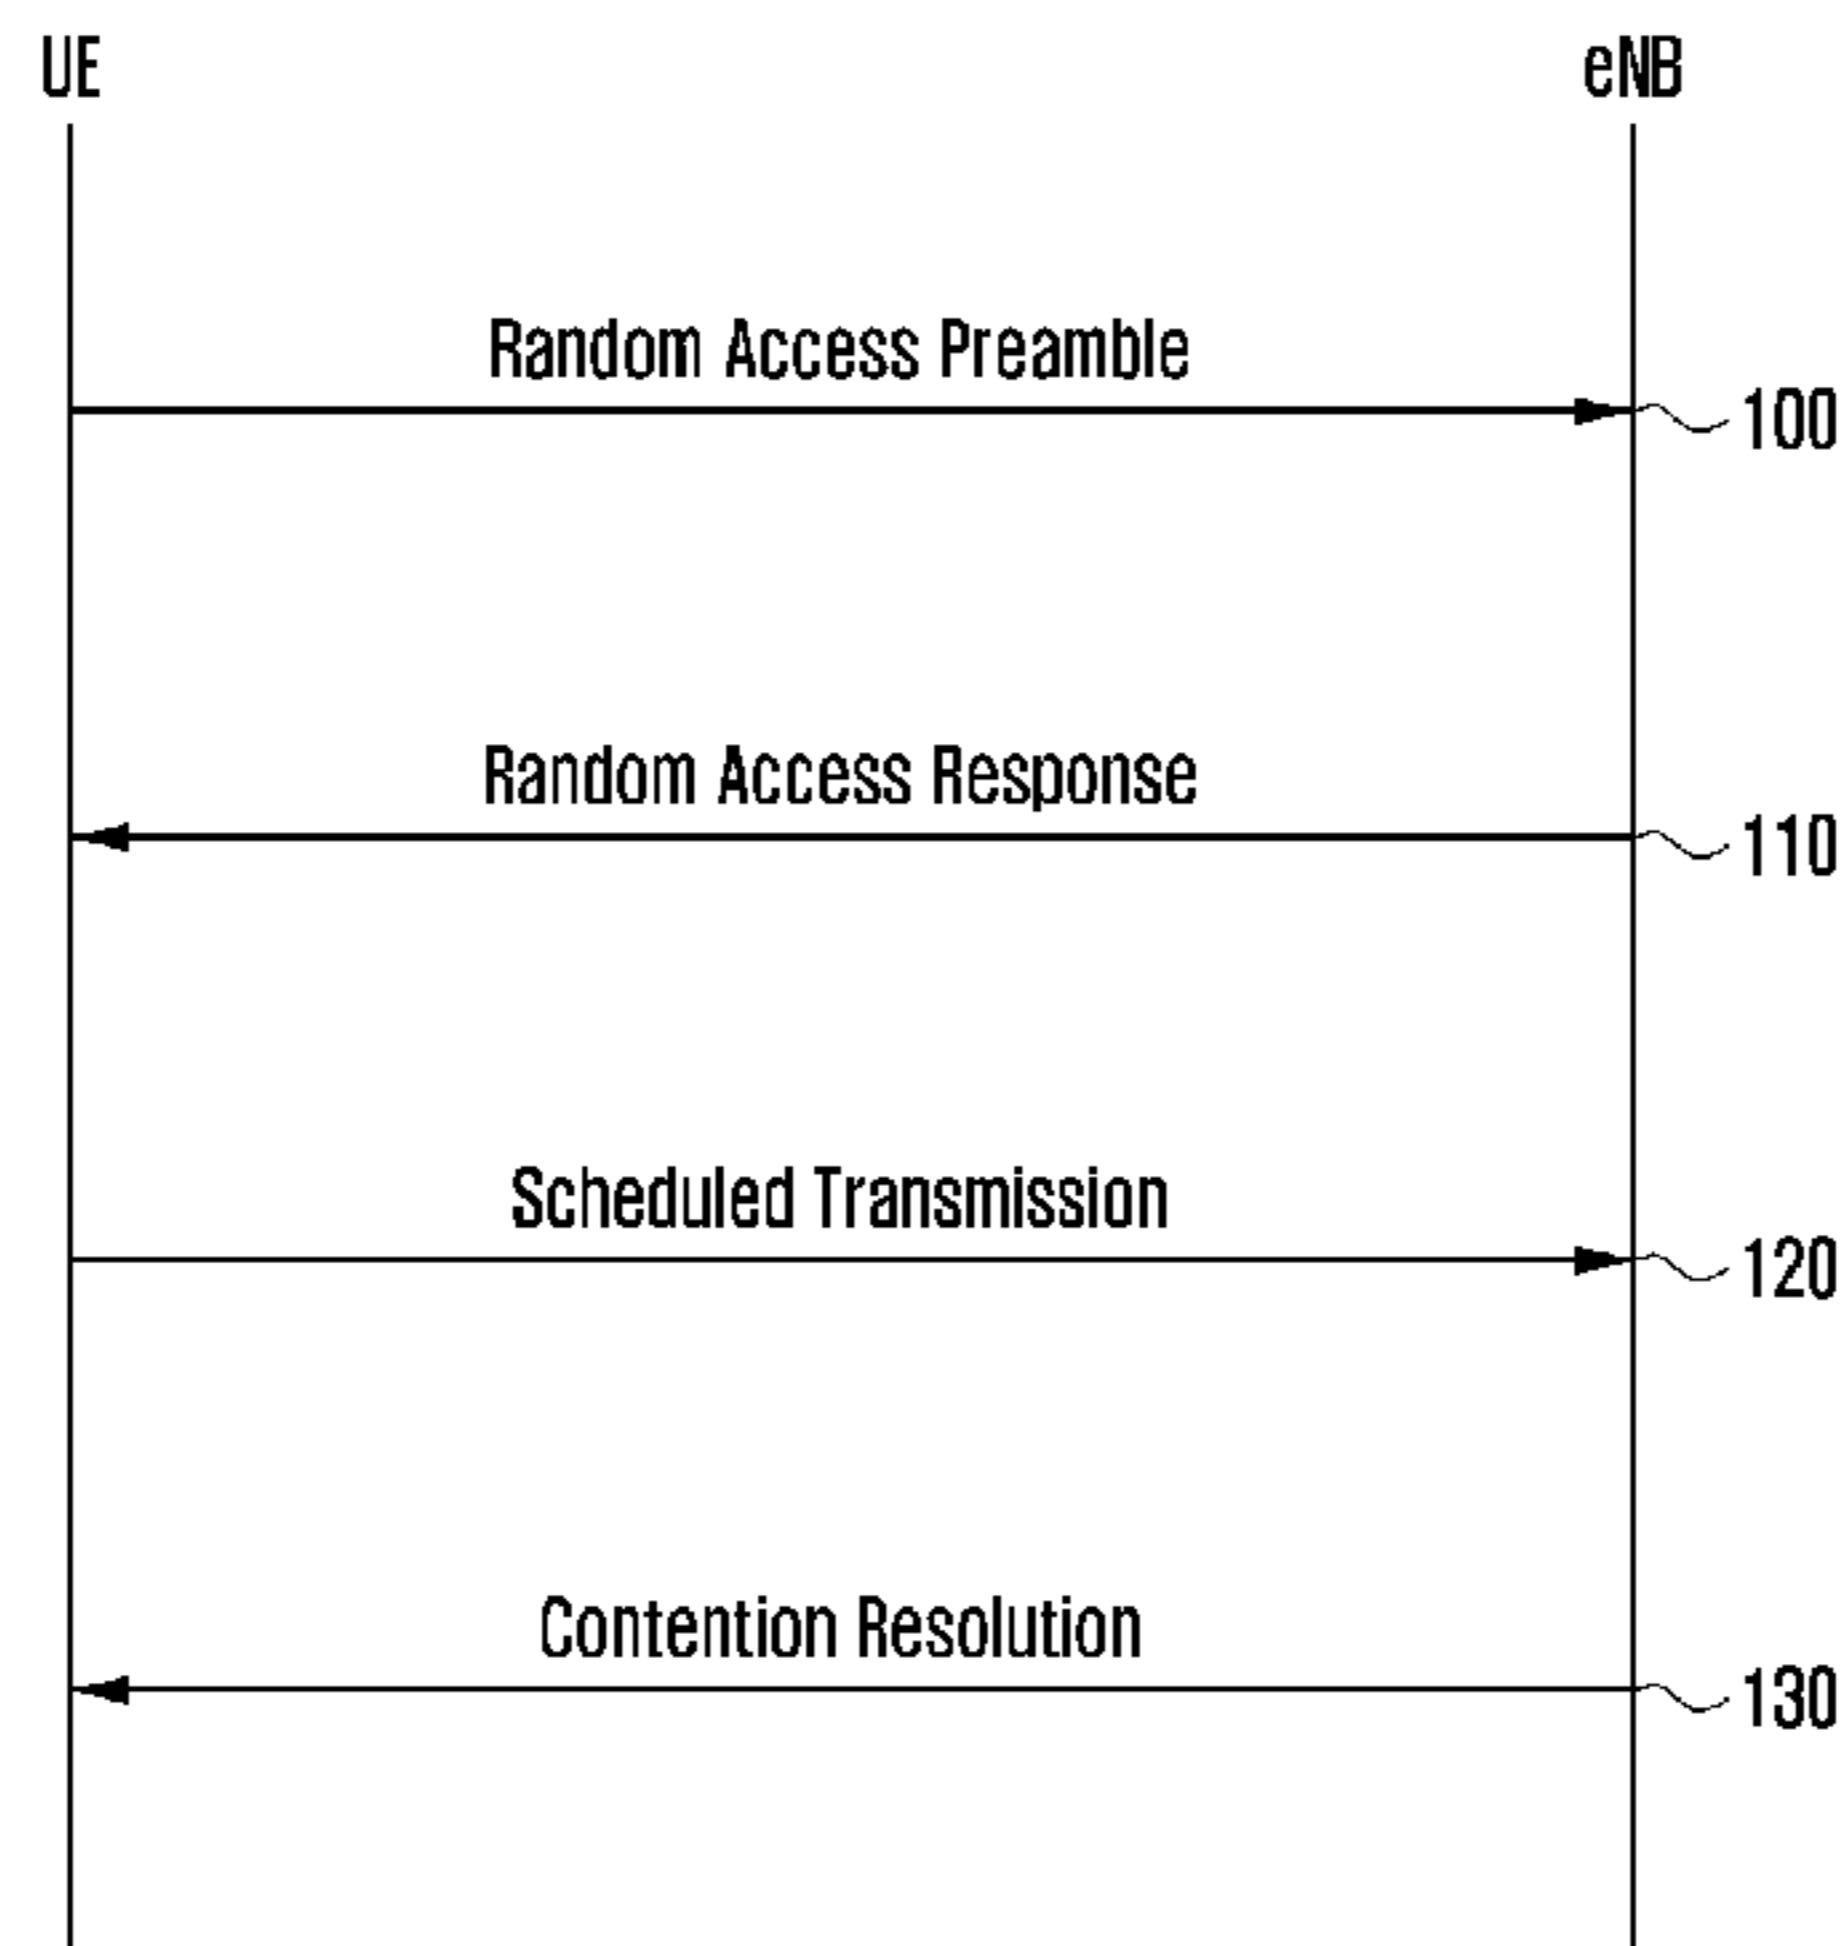 UE
eNB
Random Access Preamble
100
Random Access Response
110
Scheduled Transmission
120
Contention Resolution
130